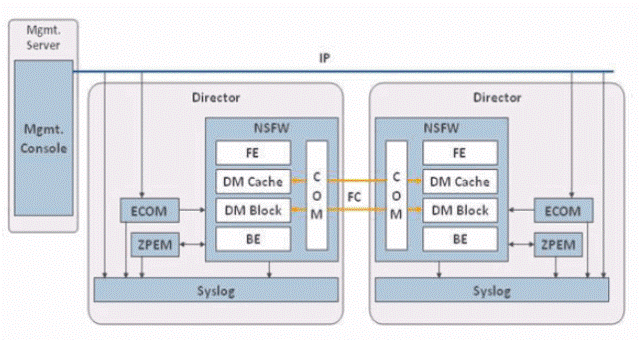 Mgmt.
Server
IP
Mgmt.
Console
Director
NSFW
FE
DM Cache
DM Block
BE
C
O
M
ECOM
ZPEM
Syslog
FC
Director
NSFW
C
O
M
FE
DM Cache
DM Block
BE
ECOM
ZPEM
Syslog